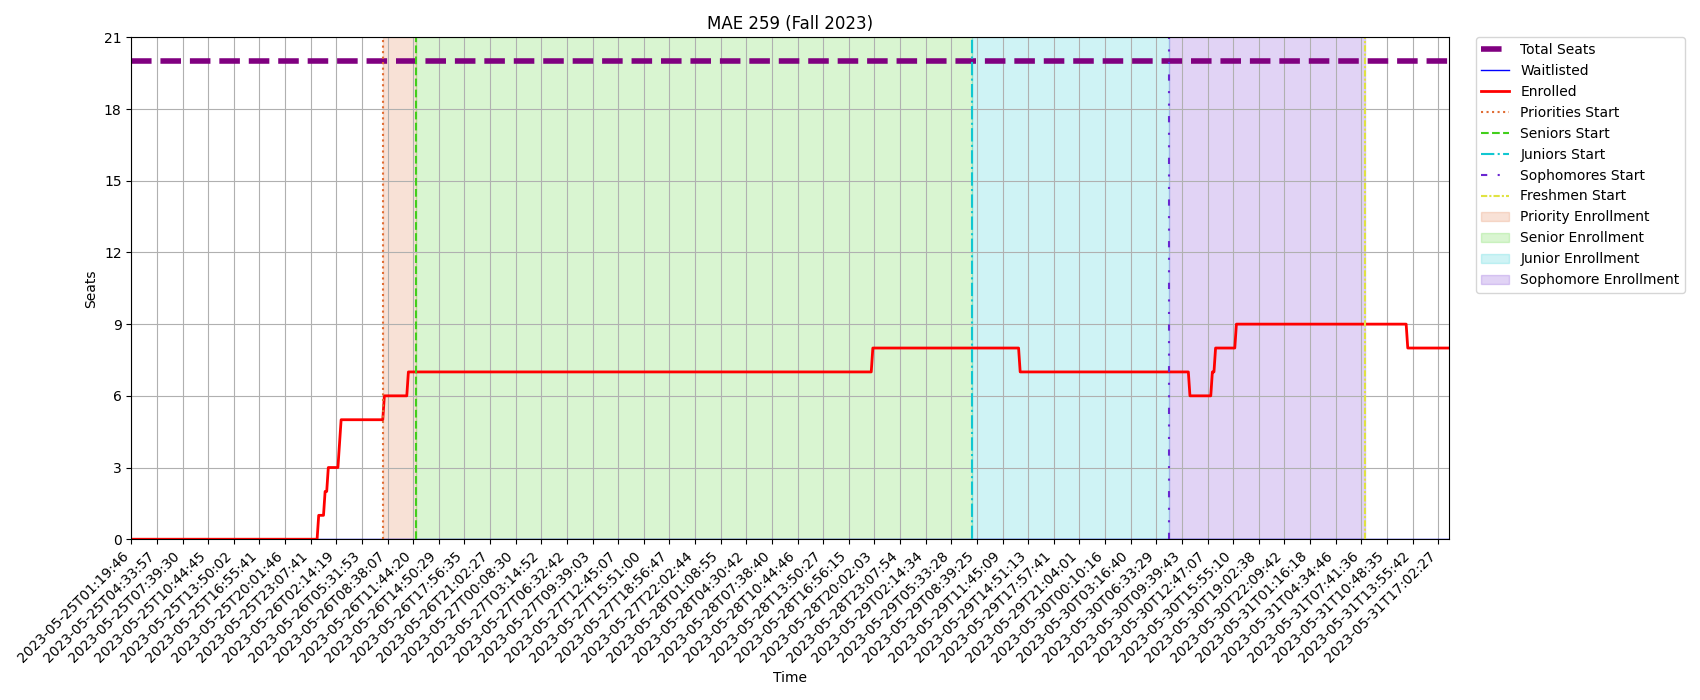 MAE 259 (Fall 2023)
21
18
15
12
9
6
3
0
Seats
2023-05-25T01:19:46
2023-05-25T04:33:57
2023-05-25T07:39:30
2023-05-25T10:44:45
2023-05-25T13:50:02
2023-05-25T16:55:41
2023-05-25T20:01:46
2023-05-25T23:07:41
2023-05-26T02:14:19
2023-05-26T05:31:53
2023-05-26T08:38:07
2023-05-26T11:44:20
2023-05-26T14:50:29
2023-05-26T17:56:35
2023-05-26T21:02:27
2023-05-27T00:08:30
2023-05-27T03:14:52
2023-05-27T06:32:42
2023-05-27T09:39:03
2023-05-27T12:45:07
2023-05-27T15:51:00
2023-05-27T18:56:47
2023-05-27T22:02:44
2023-05-28T01:08:55
2023-05-28T04:30:42
2023-05-28T07:38:40
2023-05-28T10:44:46
2023-05-28T13:50:27
2023-05-28T16:56:15
2023-05-28T20:02:03
2023-05-28T23:07:54
2023-05-29T02:14:34
2023-05-29T05:33:28
2023-05-29T08:39:25
2023-05-29T11:45:09
2023-05-29T14:51:13
2023-05-29T17:57:41
2023-05-29T21:04:01
2023-05-30T00:10:16
2023-05-30T03:16:40
2023-05-30T06:33:29
2023-05-30T09:39:43
2023-05-30T12:47:07
2023-05-30T15:55:10
2023-05-30T19:02:38
2023-05-30T22:09:42
2023-05-31T01:16:18
2023-05-31T04:34:46
2023-05-31T07:41:36
2023-05-31T10:48:35
2023-05-31T13:55:42
2023-05-31T17:02:27
Time
Total Seats
Waitlisted
Enrolled
Priorities Start
Seniors Start
Juniors Start
Sophomores Start
Freshmen Start
Priority Enrollment
Senior Enrollment
Junior Enrollment
Sophomore Enrollment